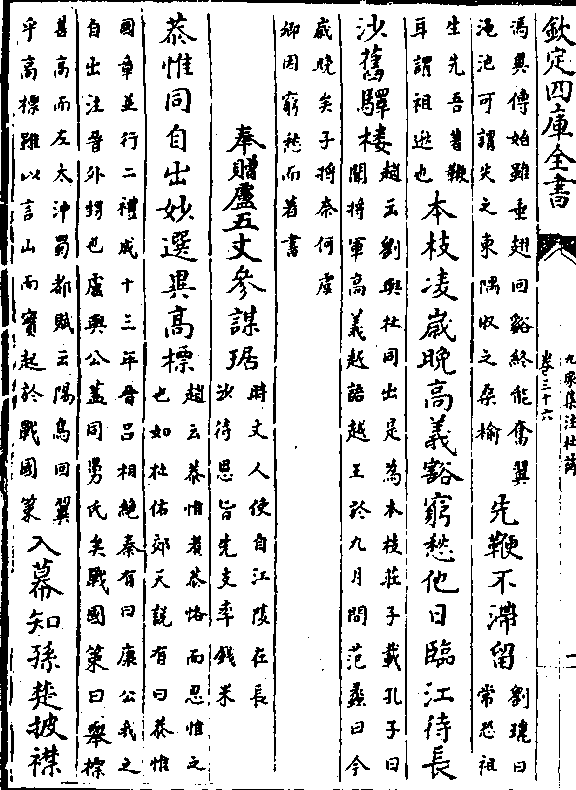 欽定四庫全書
九家集注杜詩
卷三十六
馮異傳始雖垂翅回谿終能奮翼
澠池可謂失之東隅收之桑榆
先鞭不滯留
劉琨曰
常恐祖
生先吾著鞭
耳謂祖逖也
本枝凌歲晚高義豁窮愁他日臨江待長
沙舊驛樓
趙云劉與杜同出是為本枝莊子載孔子曰
蘭將軍高義越語越王於九月問范蠡曰今
歲晚矣子將奈何虞
卿因窮愁而著書
奉贈盧五丈參謀琚
時丈人使自江陵在長
沙待恩旨先支率錢米
恭惟同自出妙選異高標
趙云恭惟者恭恪而思惟之
也如杜佑郊天說有曰恭惟
國章並行二禮成十三年晉呂相絶秦有曰康公我之
自出注晉外甥也盧與公蓋同舅氏矣戰國策曰舉標
甚高而左太沖蜀都賦云陽烏回翼
乎高標雖以言山而實起於戰國策
入幕知孫楚披襟